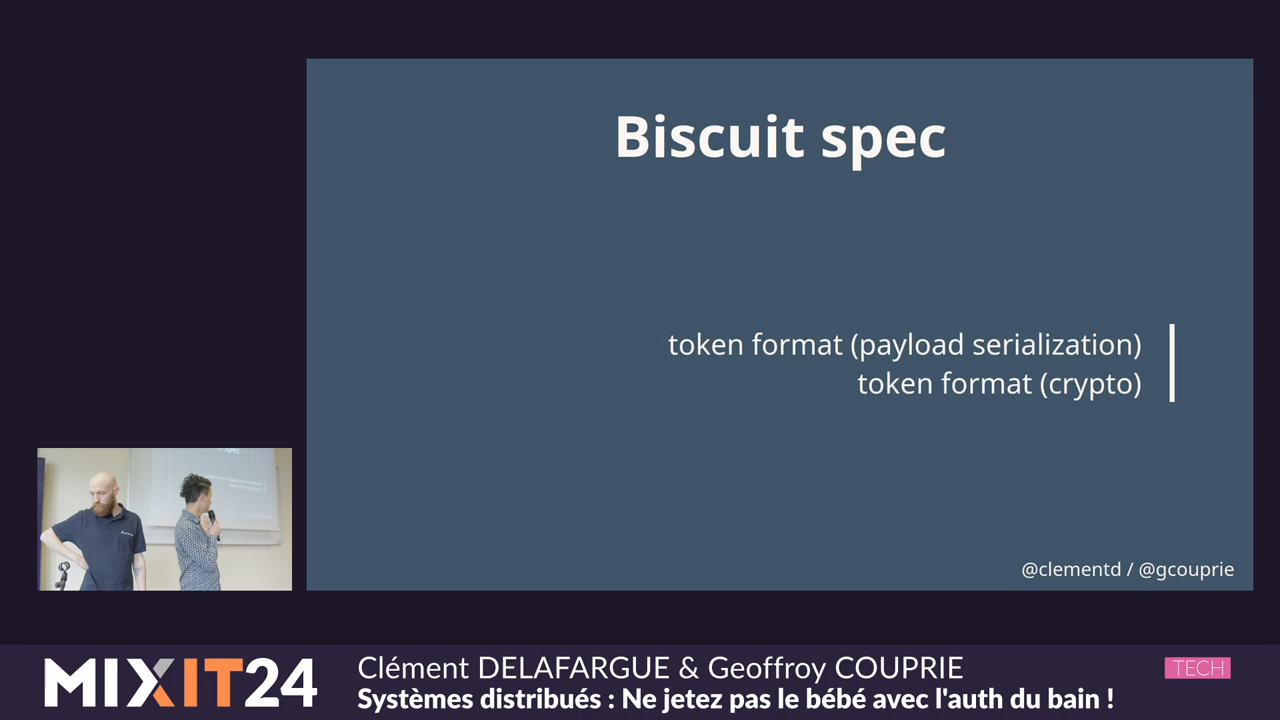 Biscuit spec
token format (payload serialization)
token format (crypto)
@clementd / @gcouprie
MIXIT24
Clément DELAFARGUE & Geoffroy COUPRIE
TECH
Systèmes distribués : Ne jetez pas le bébé avec l'auth du bain !